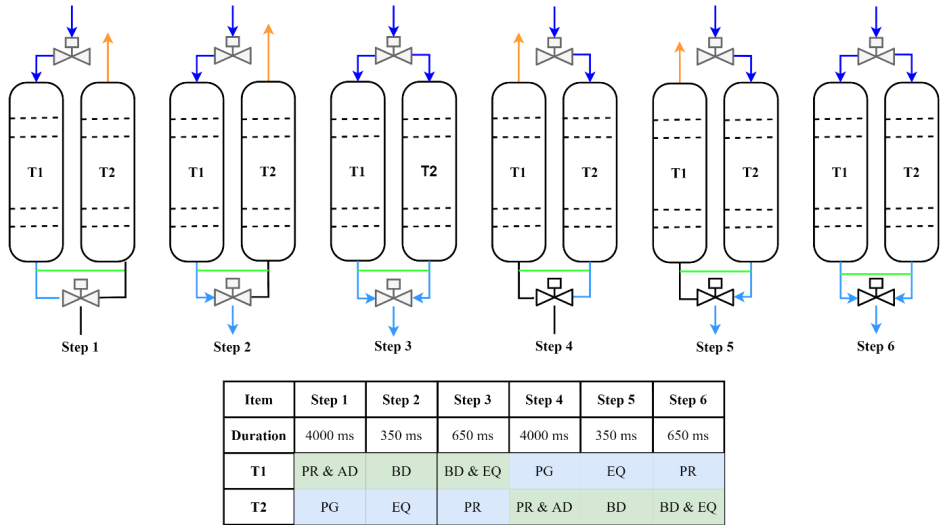 T1 T2 T1 T2 T1 T2 T1 T2 T1 T2 T1 T2
Step 1 Step 2 Step 3 Step 4 Step 5 Step 6
Item Step 1 Step 2 Step 3 Step 4 Step 5 Step 6
Duration 4000 ms 350 ms 650 ms 4000 ms 350 ms 650 ms
T1 PR & AD BD BD & EQ PG EQ PR
T2 PG EQ PR PR & AD BD BD & EQ